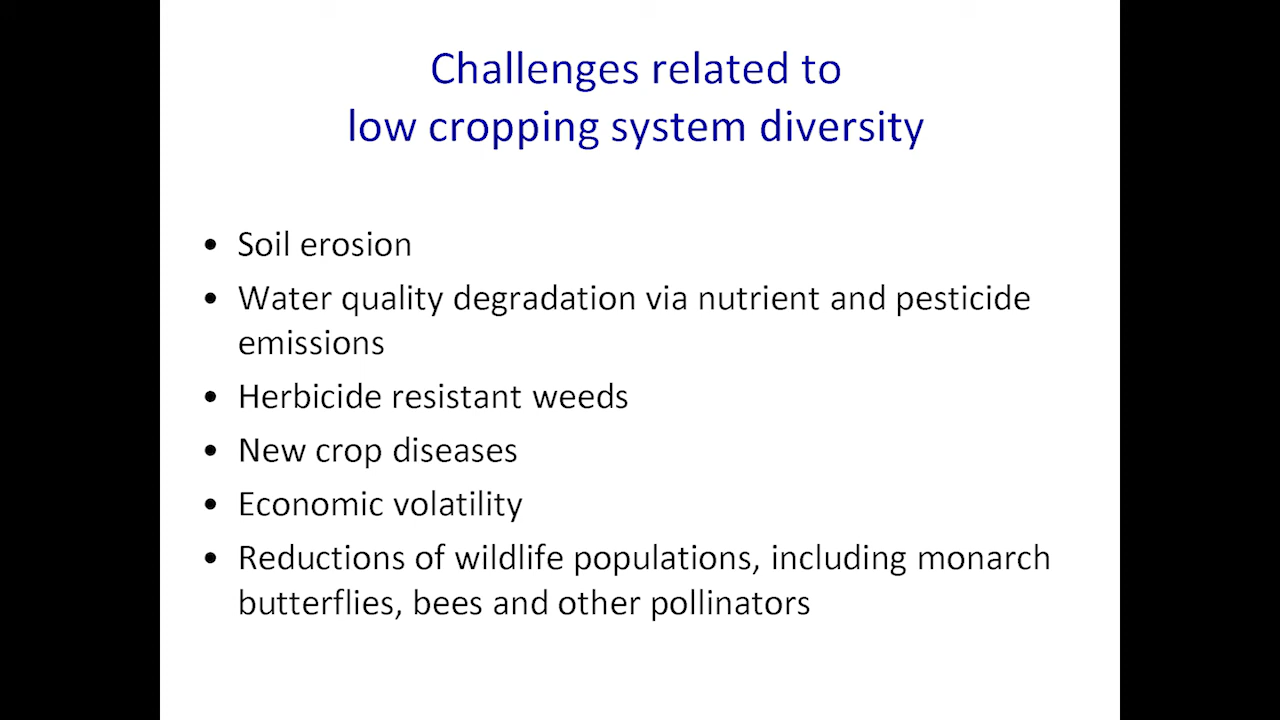 Challenges related to
low cropping system diversity
• Soil erosion
• Water quality degradation via nutrient and pesticide
emissions
• Herbicide resistant weeds
• New crop diseases
• Economic volatility
• Reductions of wildlife populations, including monarch
butterflies, bees and other pollinators